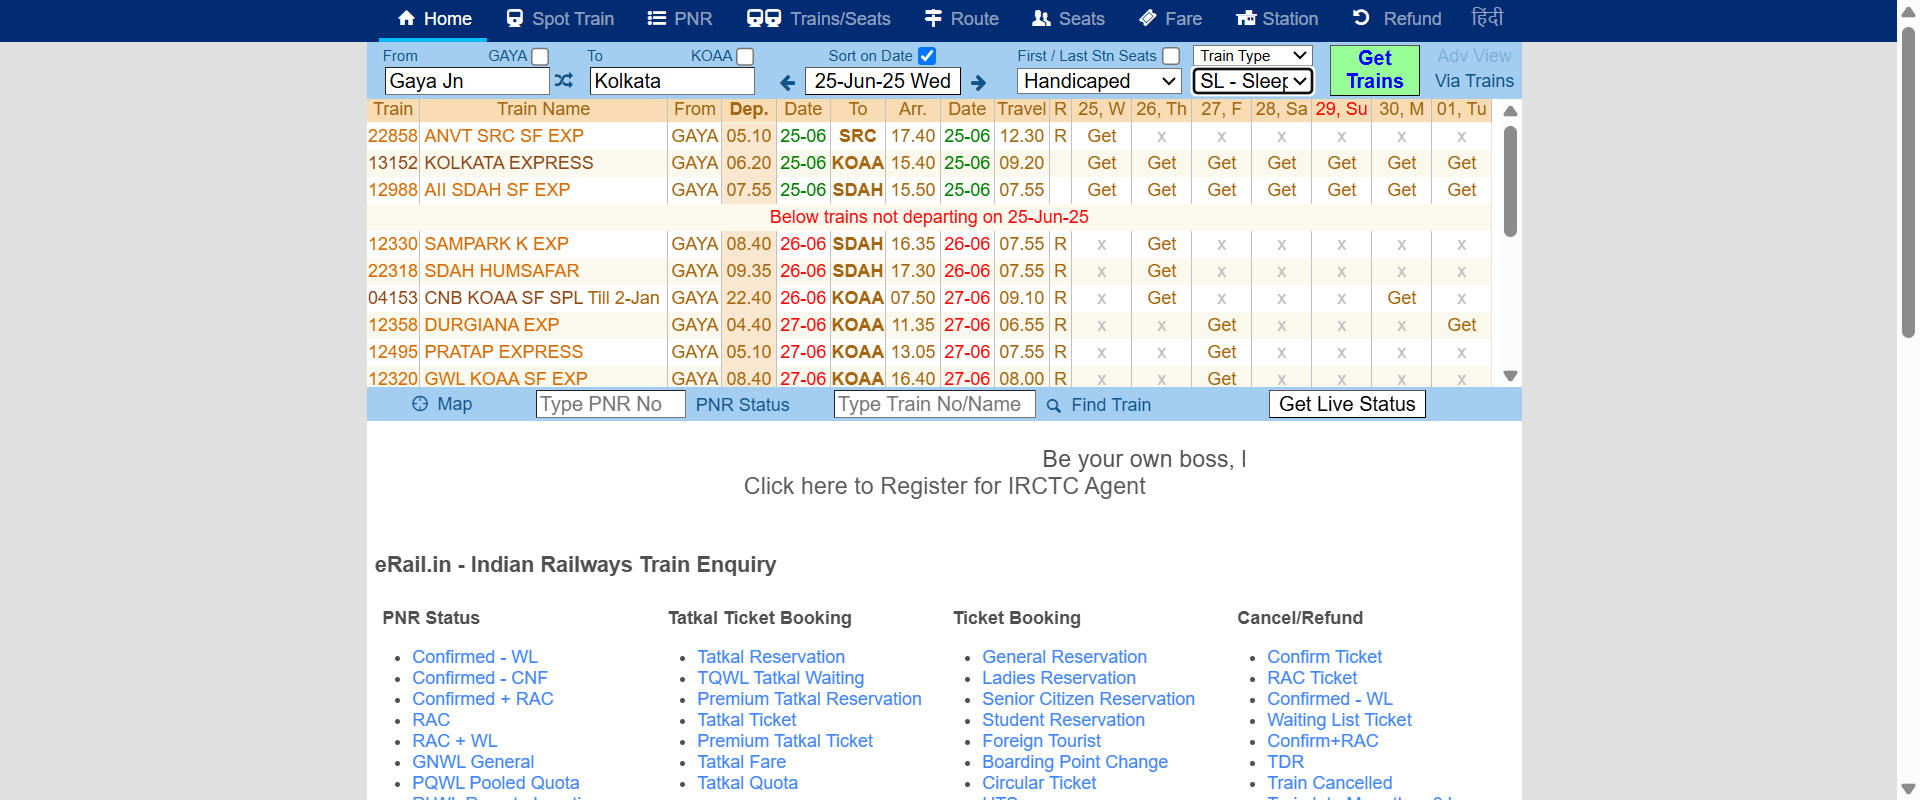 Home Spot Train PNR Trains/Seats Route Seats Fare Station Refund हिंदी
From GAYA To KOAA Sort on Date First / Last Stn Seats Train Type Get Trains Adv View
Gaya Jn Kolkata 25-Jun-25 Wed Handicaped SL - Sleep Via Trains
Train Train Name From Dep. Date To Arr. Date Travel R 25, W 26, Th 27, F 28, Sa 29, Su 30, M 01, Tu
22858 ANVT SRC SF EXP GAYA 05.10 25-06 SRC 17.40 25-06 12.30 R Get x x x x x x
13152 KOLKATA EXPRESS GAYA 06.20 25-06 KOAA 15.40 25-06 09.20 Get Get Get Get Get Get Get
12988 AII SDAH SF EXP GAYA 07.55 25-06 SDAH 15.50 25-06 07.55 Get Get Get Get Get Get Get
Below trains not departing on 25-Jun-25
12330 SAMPARK K EXP GAYA 08.40 26-06 SDAH 16.35 26-06 07.55 R x Get x x x x x
22318 SDAH HUMSAFAR GAYA 09.35 26-06 SDAH 17.30 26-06 07.55 R x Get x x x x x
04153 CNB KOAA SF SPL Till 2-Jan GAYA 22.40 26-06 KOAA 07.50 27-06 09.10 R x Get x x x Get x
12358 DURGIANA EXP GAYA 04.40 27-06 KOAA 11.35 27-06 06.55 R x x Get x x x Get
12495 PRATAP EXPRESS GAYA 05.10 27-06 KOAA 13.05 27-06 07.55 R x x Get x x x x
12320 GWL KOAA SF EXP GAYA 08.40 27-06 KOAA 16.40 27-06 08.00 R x x Get x x x x
Map Type PNR No PNR Status Type Train No/Name Find Train Get Live Status
Be your own boss, I
Click here to Register for IRCTC Agent
eRail.in - Indian Railways Train Enquiry
PNR Status Tatkal Ticket Booking Ticket Booking Cancel/Refund
Confirmed - WL Tatkal Reservation General Reservation Confirm Ticket
Confirmed - CNF TQWL Tatkal Waiting Ladies Reservation RAC Ticket
Confirmed + RAC Premium Tatkal Reservation Senior Citizen Reservation Confirmed - WL
RAC Tatkal Ticket Student Reservation Waiting List Ticket
RAC + WL Premium Tatkal Ticket Foreign Tourist Confirm+RAC
GNWL General Tatkal Fare Boarding Point Change TDR
PQWL Pooled Quota Tatkal Quota Circular Ticket Train Cancelled